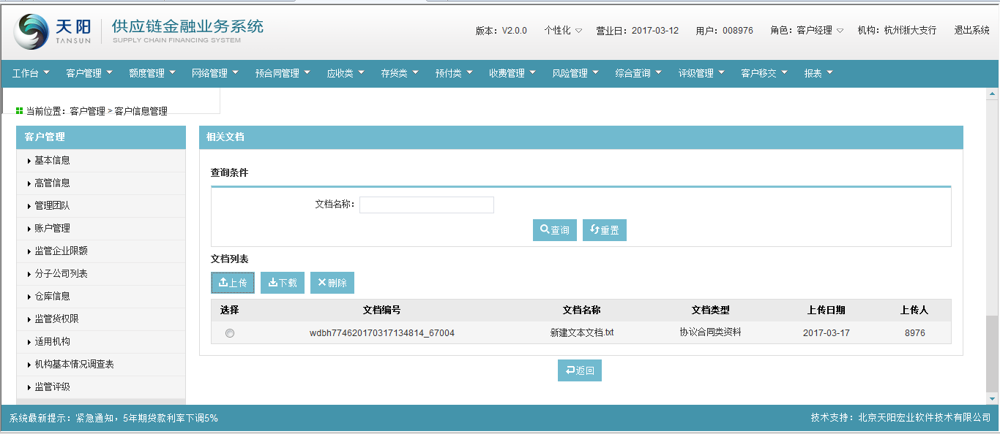 天阳 供应链金融业务系统
TANSUN SUPPLY CHAIN FINANCING SYSTEM
版本：V2.0.0 个性化 营业日：2017-03-12 用户：008976 角色：客户经理 机构：杭州浙大支行 退出系统
工作台 客户管理 额度管理 网络管理 预合同管理 应收类 存货类 预付类 收费管理 风险管理 综合查询 评级管理 客户移交 报表
当前位置：客户管理 > 客户信息管理
客户管理
基本信息
高管信息
管理团队
账户管理
监管企业限额
分子公司列表
仓库信息
监管货权限
适用机构
机构基本情况调查表
监管评级
相关文档
查询条件
文档名称：
查询 重置
文档列表
上传 下载 删除
选择 文档编号 文档名称 文档类型 上传日期 上传人
wdbh774620170317134814_67004 新建文本文档.txt 协议合同类资料 2017-03-17 8976
返回
系统最新提示：紧急通知，5年期贷款利率下调5% 技术支持：北京天阳宏业软件技术有限公司